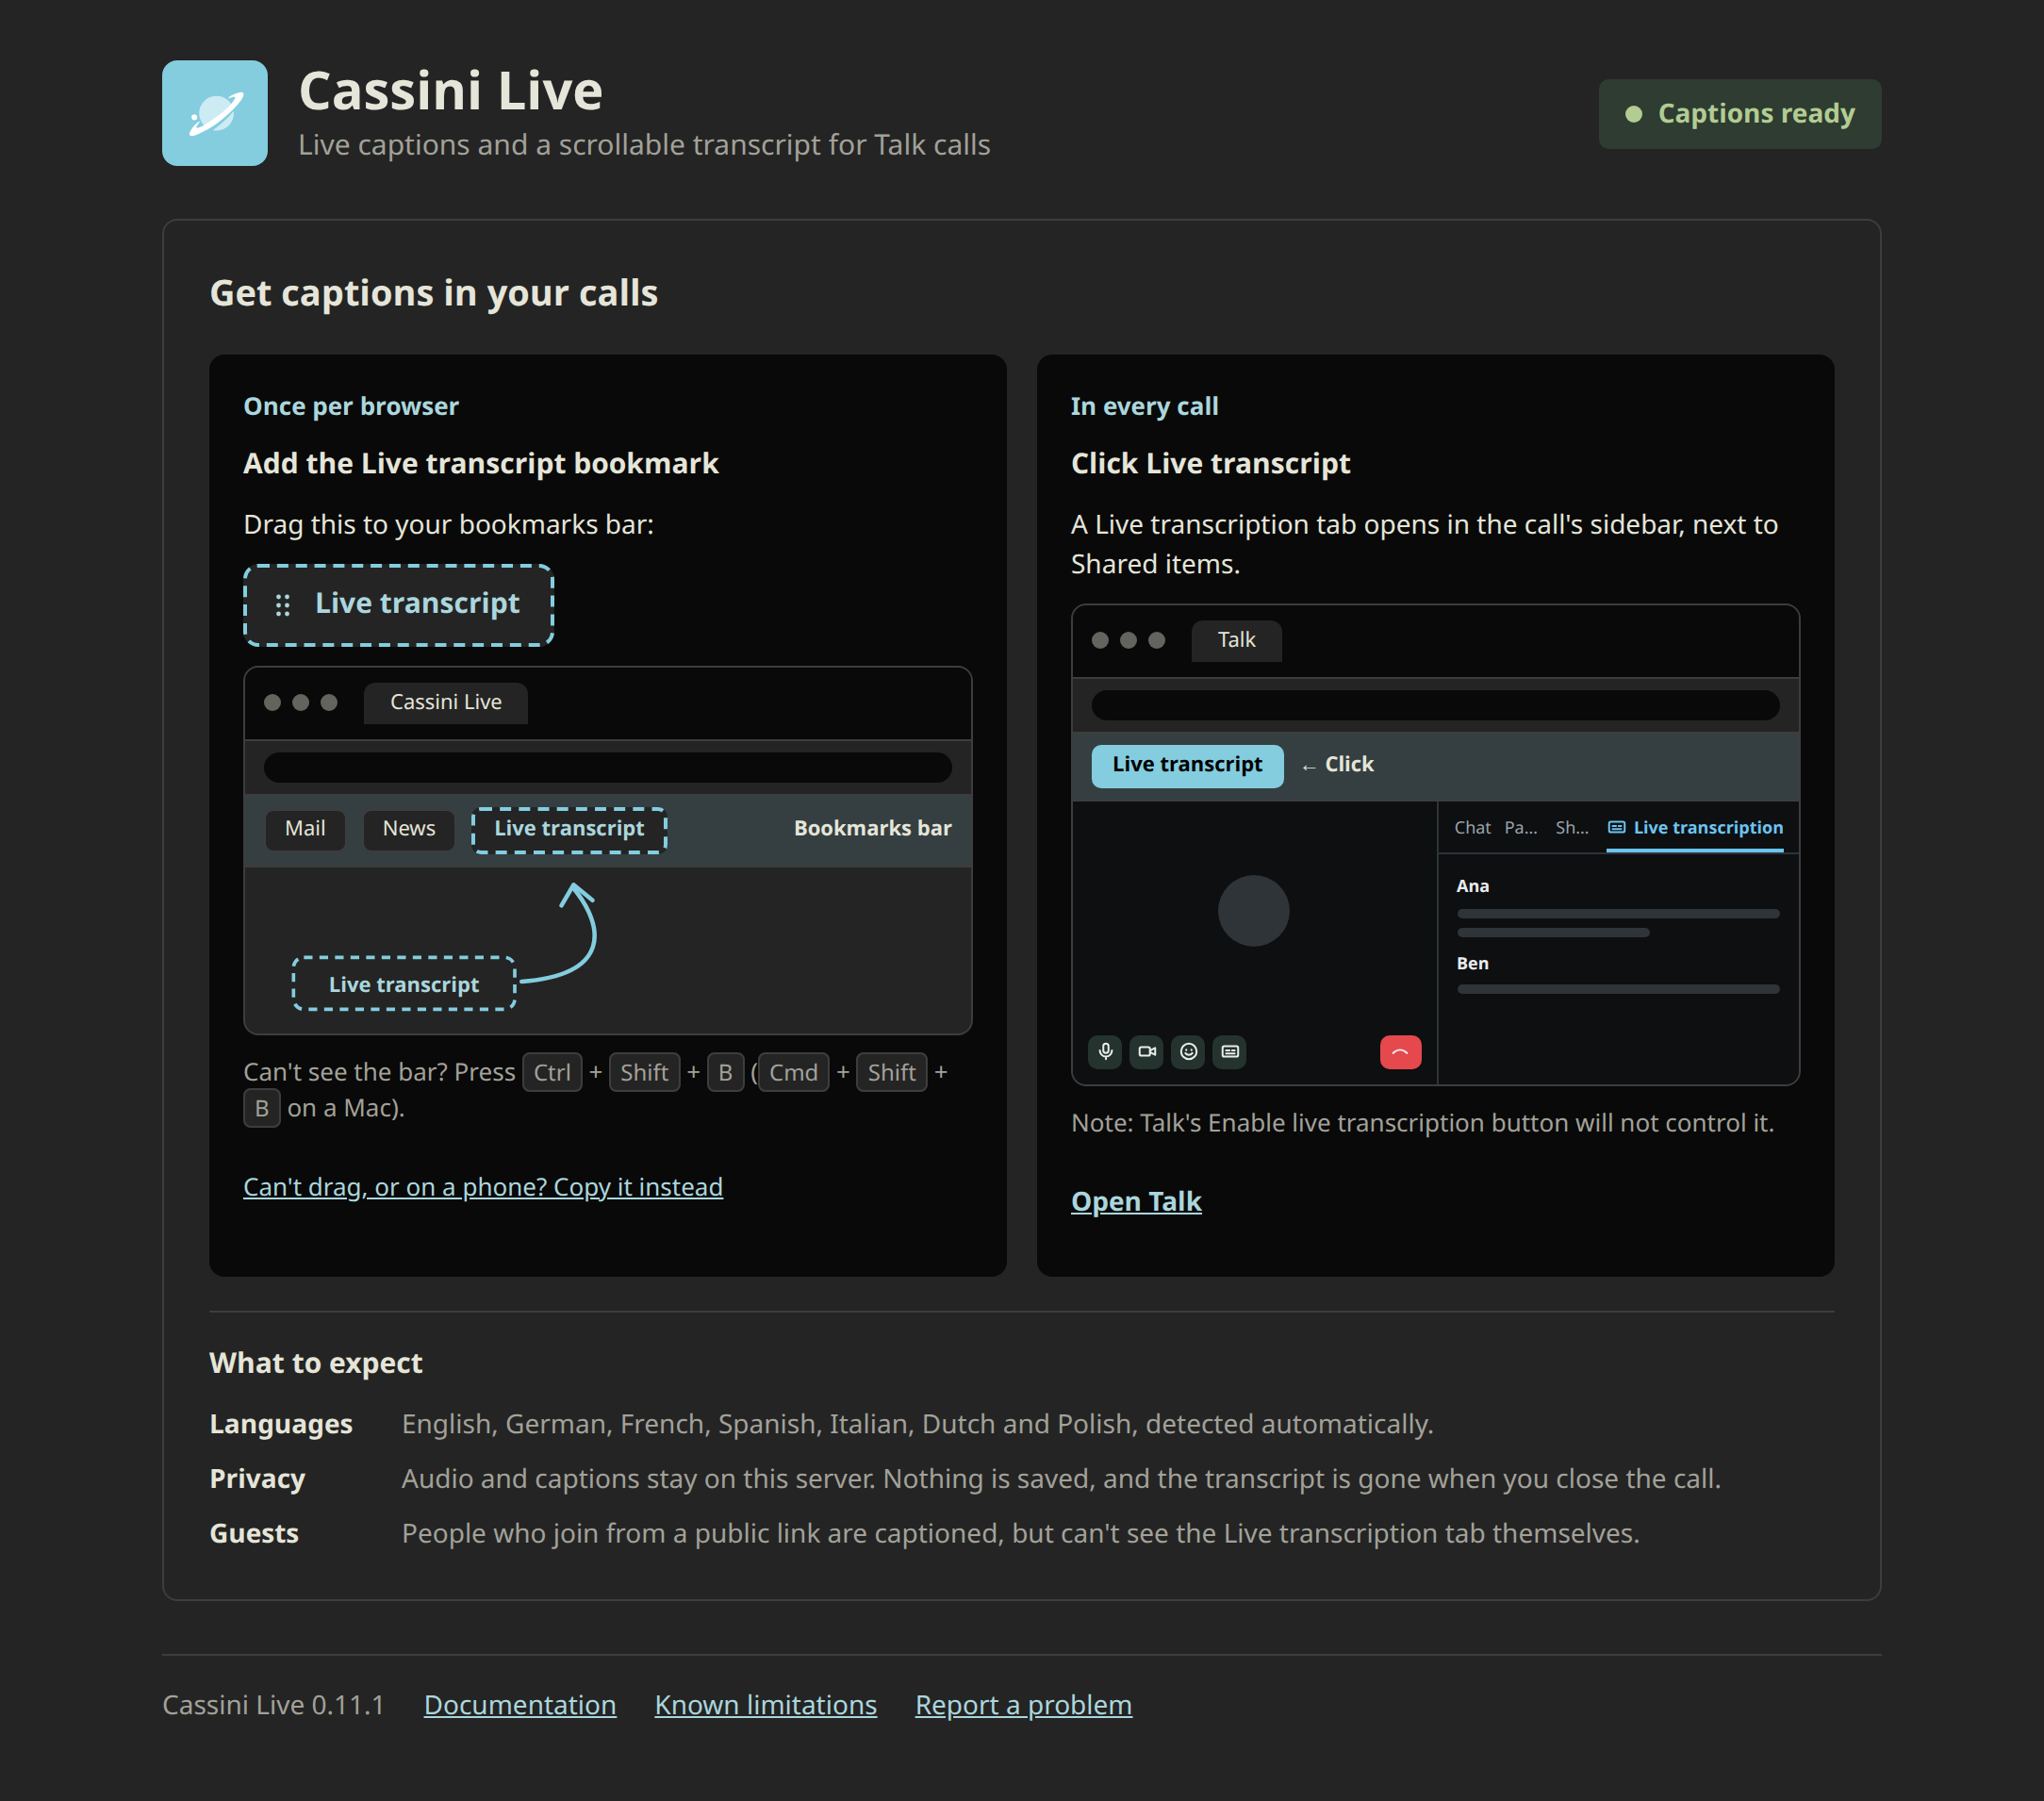 Cassini Live
Live captions and a scrollable transcript for Talk calls
Captions ready
Get captions in your calls
Once per browser
Add the Live transcript bookmark
Drag this to your bookmarks bar:
Live transcript
Cassini Live
Mail News Live transcript Bookmarks bar
Live transcript
Can't see the bar? Press Ctrl + Shift + B (Cmd + Shift +
B on a Mac).
Can't drag, or on a phone? Copy it instead
In every call
Click Live transcript
A Live transcription tab opens in the call's sidebar, next to
Shared items.
Talk
Live transcript ← Click
Chat Pa... Sh... Live transcription
Ana
Ben
Note: Talk's Enable live transcription button will not control it.
Open Talk
What to expect
Languages English, German, French, Spanish, Italian, Dutch and Polish, detected automatically.
Privacy Audio and captions stay on this server. Nothing is saved, and the transcript is gone when you close the call.
Guests People who join from a public link are captioned, but can't see the Live transcription tab themselves.
Cassini Live 0.11.1 Documentation Known limitations Report a problem